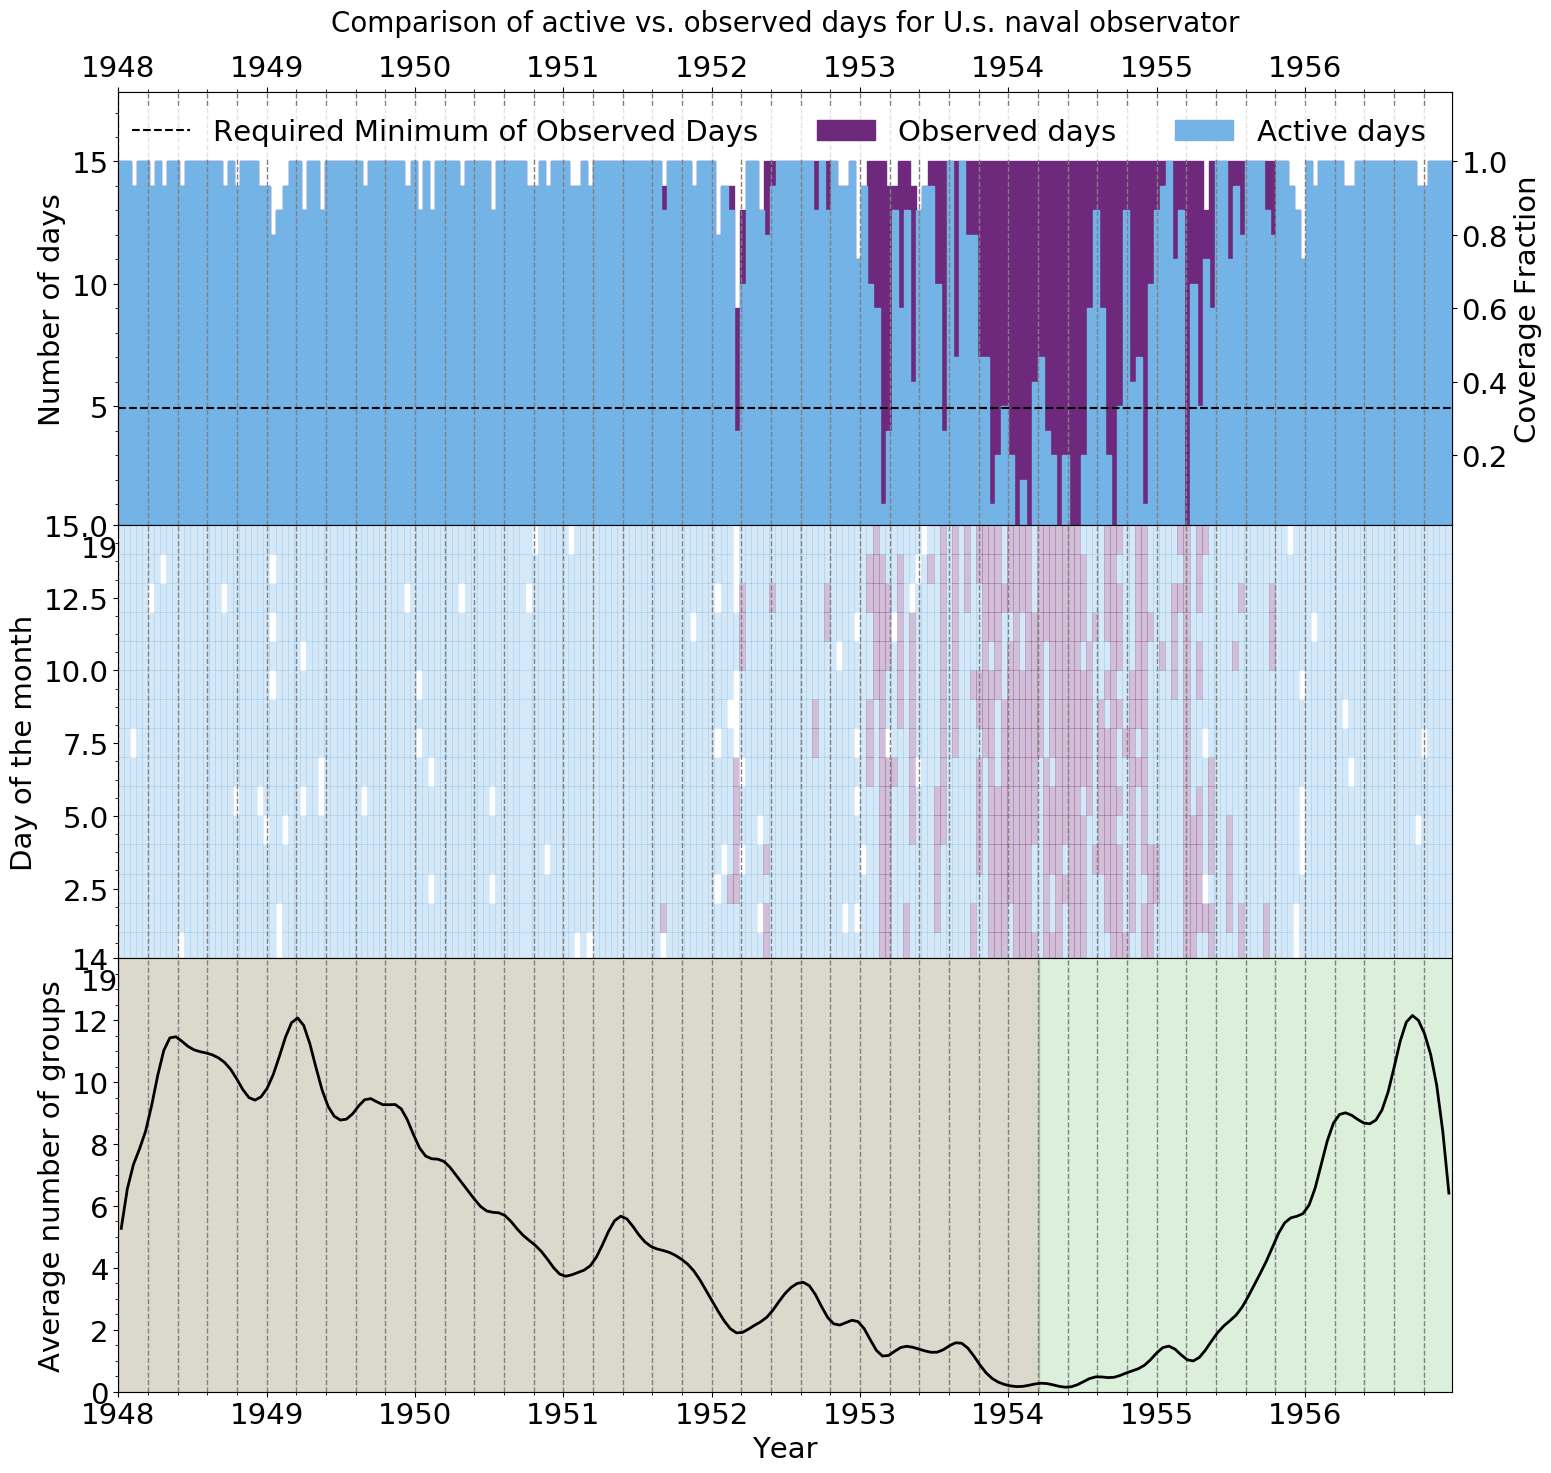 Comparison of active vs. observed days for U.s. naval observator
1948 1949 1950 1951 1952 1953 1954 1955 1956
Required Minimum of Observed Days Observed days Active days
Number of days
15
10
5
Coverage Fraction
1.0
0.8
0.6
0.4
0.2
19
Day of the month
15.0
12.5
10.0
7.5
5.0
2.5
19
Average number of groups
14
12
10
8
6
4
2
0
1948 1949 1950 1951 1952 1953 1954 1955 1956
Year